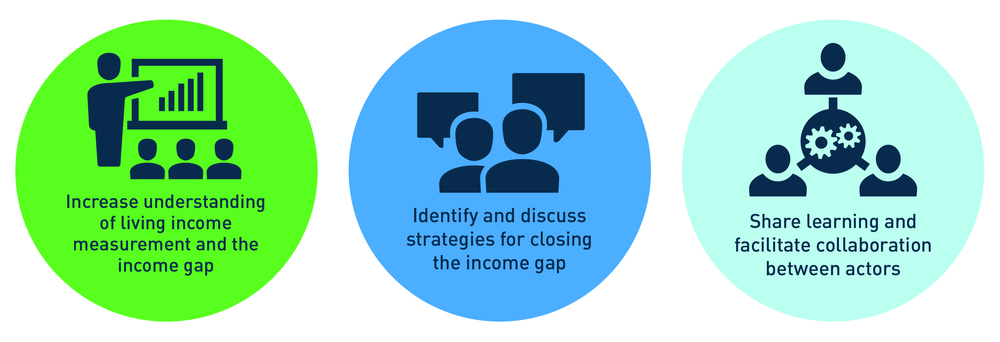 Increase understanding
of living income
measurement and the
income gap
Identify and discuss
strategies for closing
the income gap
Share learning and
facilitate collaboration
between actors